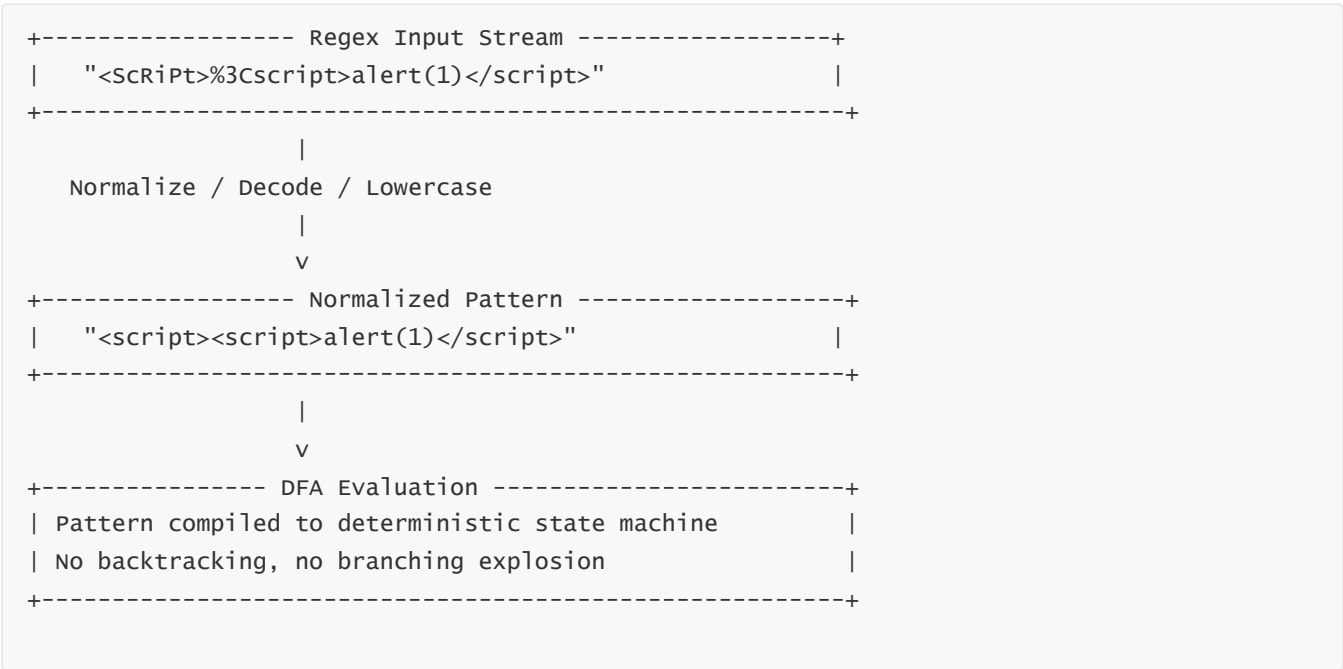 +------------------ Regex Input Stream ------------------+
|   "<ScRiPt>%3Cscript>alert(1)</script>"                |
+---------------------------------------------------------+
                   |
   Normalize / Decode / Lowercase
                   |
                   v
+------------------ Normalized Pattern -------------------+
|   "<script><script>alert(1)</script>"                  |
+---------------------------------------------------------+
                   |
                   v
+---------------- DFA Evaluation -------------------------+
| Pattern compiled to deterministic state machine         |
| No backtracking, no branching explosion                 |
+---------------------------------------------------------+